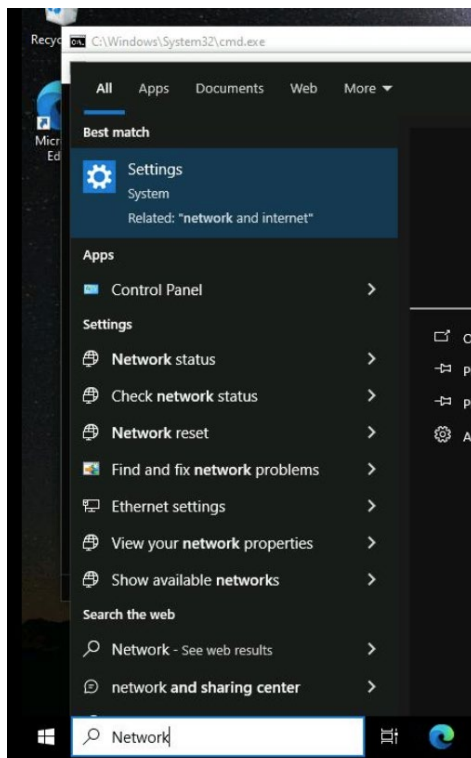 Recyc
C:\Windows\System32\cmd.exe
All Apps Documents Web More
Micr
Ed
Best match
Settings
System
Related: "network and internet"
Apps
Control Panel
Settings
Network status
Check network status
Network reset
Find and fix network problems
Ethernet settings
View your network properties
Show available networks
Search the web
Network - See web results
network and sharing center
Network
O
P
P
A